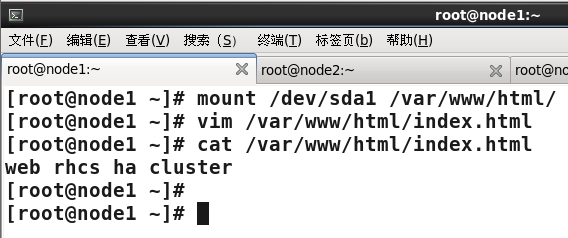 root@node1:~
文件(F) 编辑(E) 查看(V) 搜索（S） 终端(T) 标签页(b) 帮助(H)
root@node1:~ root@node2:~ root@no
[root@node1 ~]# mount /dev/sda1 /var/www/html/
[root@node1 ~]# vim /var/www/html/index.html
[root@node1 ~]# cat /var/www/html/index.html
web rhcs ha cluster
[root@node1 ~]#
[root@node1 ~]#